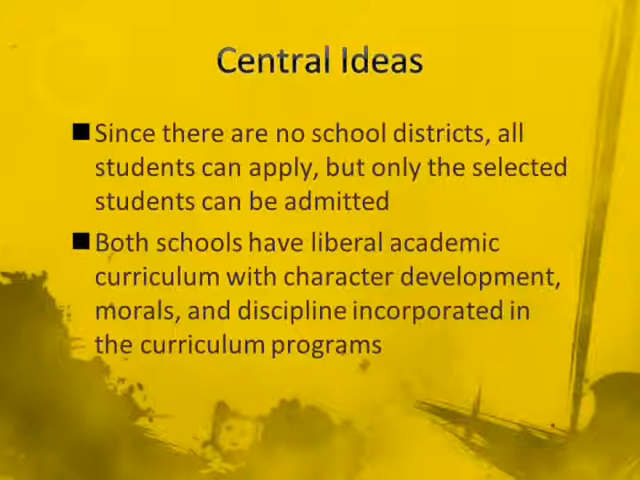 Central Ideas
Since there are no school districts, all
students can apply, but only the selected
students can be admitted
Both schools have liberal academic
curriculum with character development,
morals, and discipline incorporated in
the curriculum programs